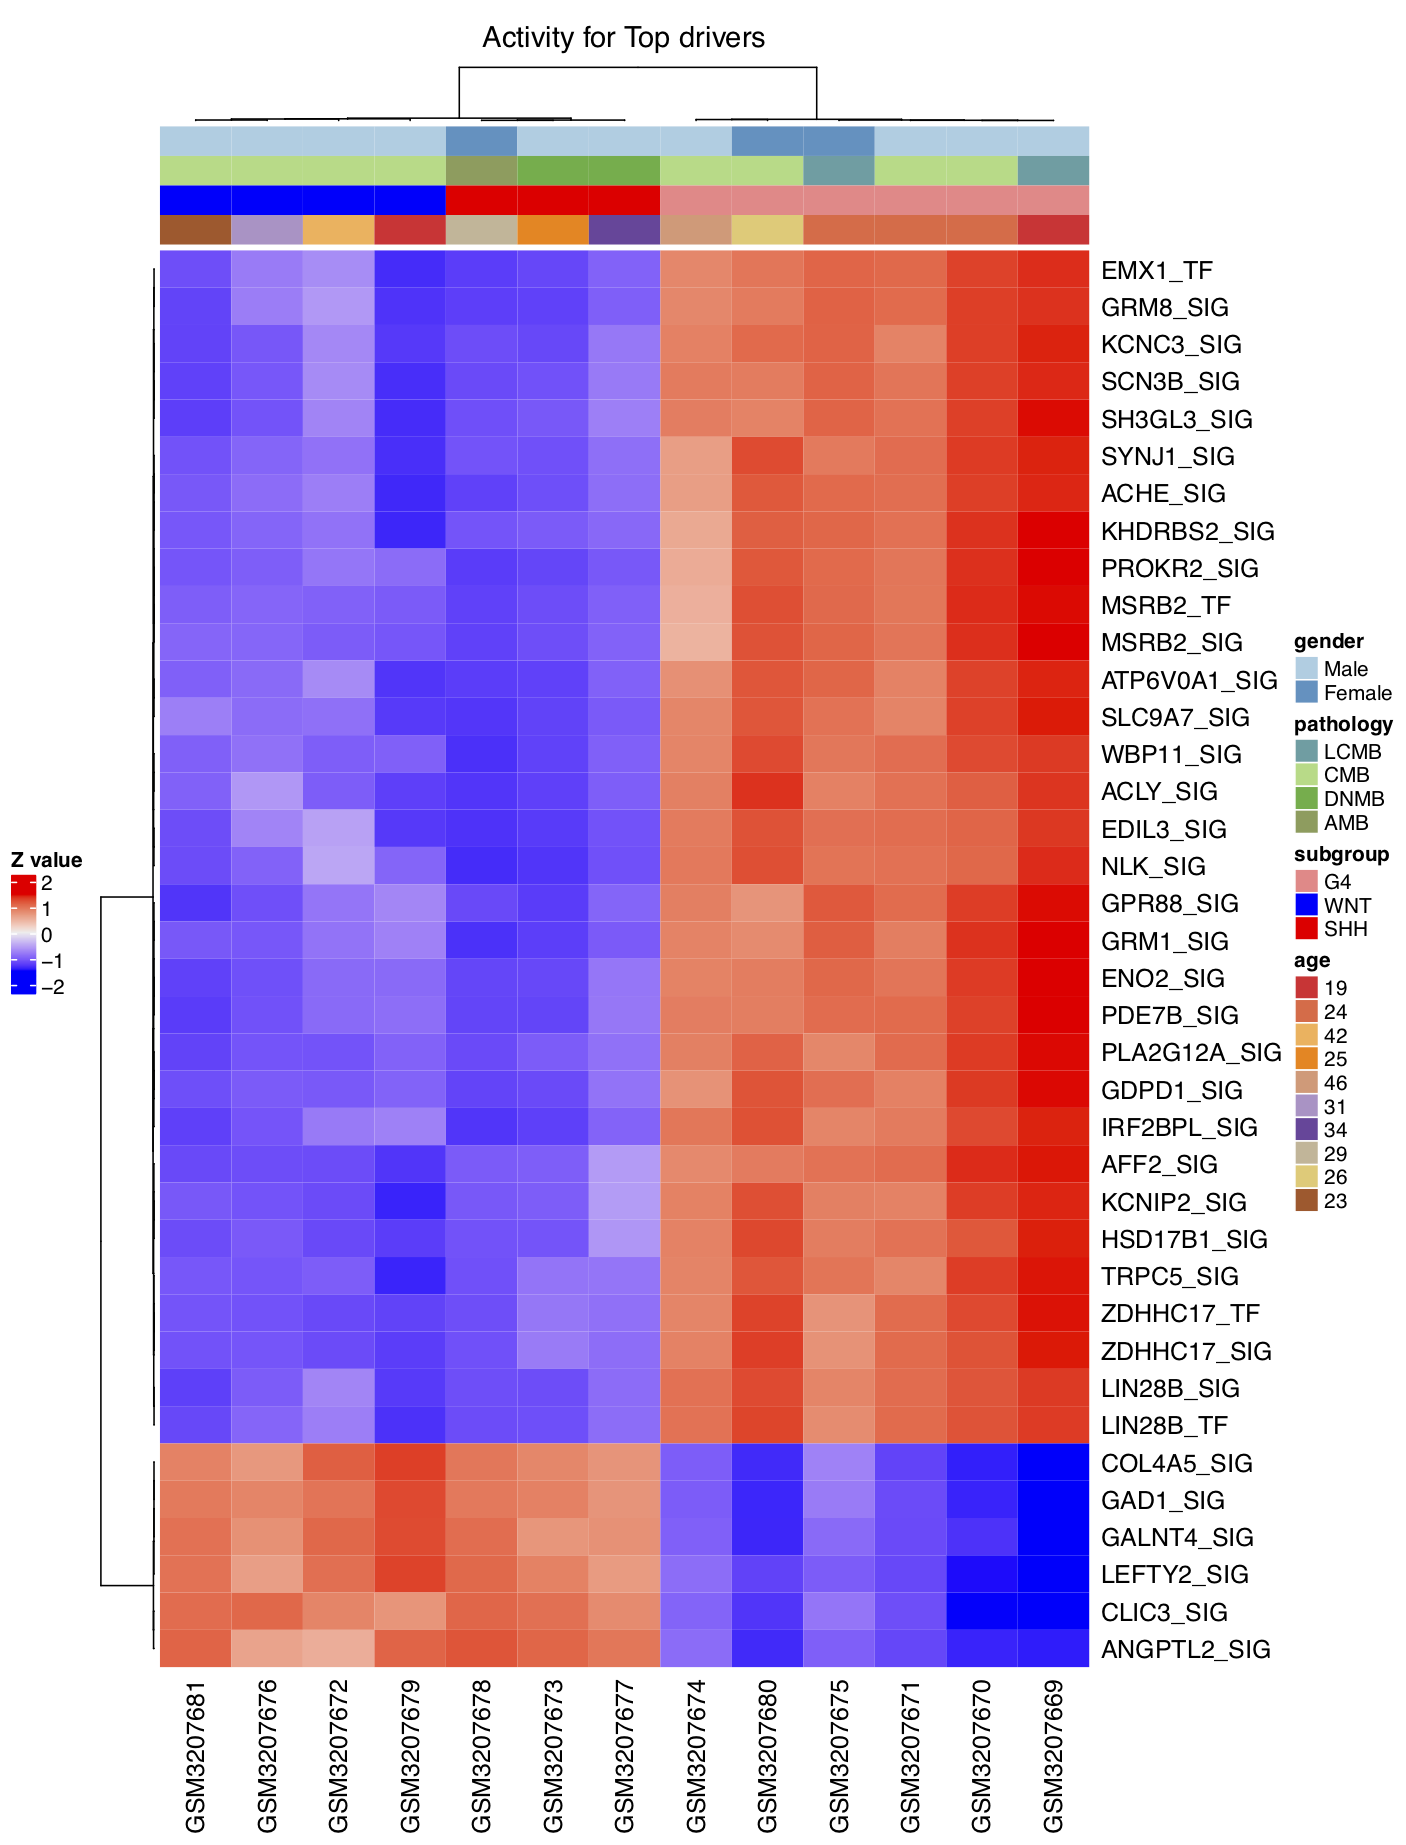 Activity for Top drivers
EMX1_TF
GRM8_SIG
KCNC3_SIG
SCN3B_SIG
SH3GL3_SIG
SYNJ1_SIG
ACHE_SIG
KHDRBS2_SIG
PROKR2_SIG
MSRB2_TF
MSRB2_SIG
ATP6V0A1_SIG
SLC9A7_SIG
WBP11_SIG
ACLY_SIG
EDIL3_SIG
NLK_SIG
GPR88_SIG
GRM1_SIG
ENO2_SIG
PDE7B_SIG
PLA2G12A_SIG
GDPD1_SIG
IRF2BPL_SIG
AFF2_SIG
KCNIP2_SIG
HSD17B1_SIG
TRPC5_SIG
ZDHHC17_TF
ZDHHC17_SIG
LIN28B_SIG
LIN28B_TF
COL4A5_SIG
GAD1_SIG
GALNT4_SIG
LEFTY2_SIG
CLIC3_SIG
ANGPTL2_SIG
GSM3207681
GSM3207676
GSM3207672
GSM3207679
GSM3207678
GSM3207673
GSM3207677
GSM3207674
GSM3207680
GSM3207675
GSM3207671
GSM3207670
GSM3207669
Z value
2
1
0
−1
−2
gender
Male
Female
pathology
LCMB
CMB
DNMB
AMB
subgroup
G4
WNT
SHH
age
19
24
42
25
46
31
34
29
26
23